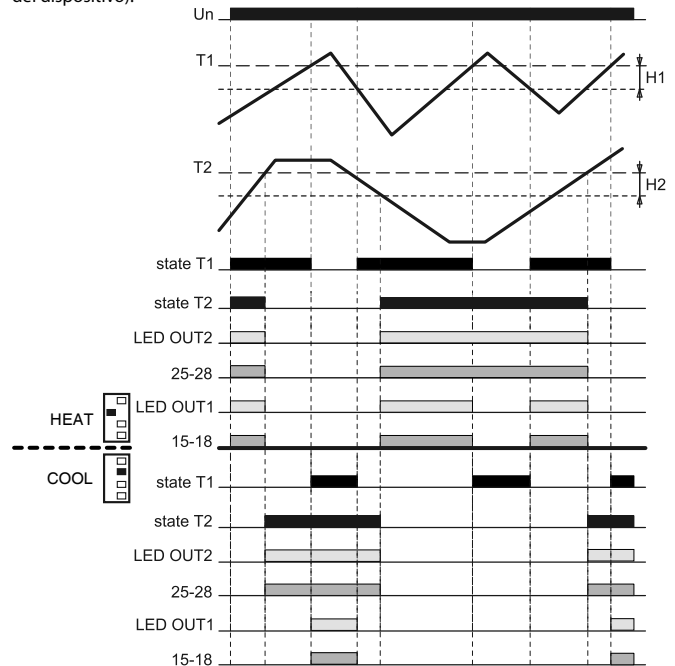 del dispositivo).
Un
T1
H1
T2
H2
state T1
state T2
LED OUT2
25-28
HEAT
LED OUT1
15-18
COOL
state T1
state T2
LED OUT2
25-28
LED OUT1
15-18